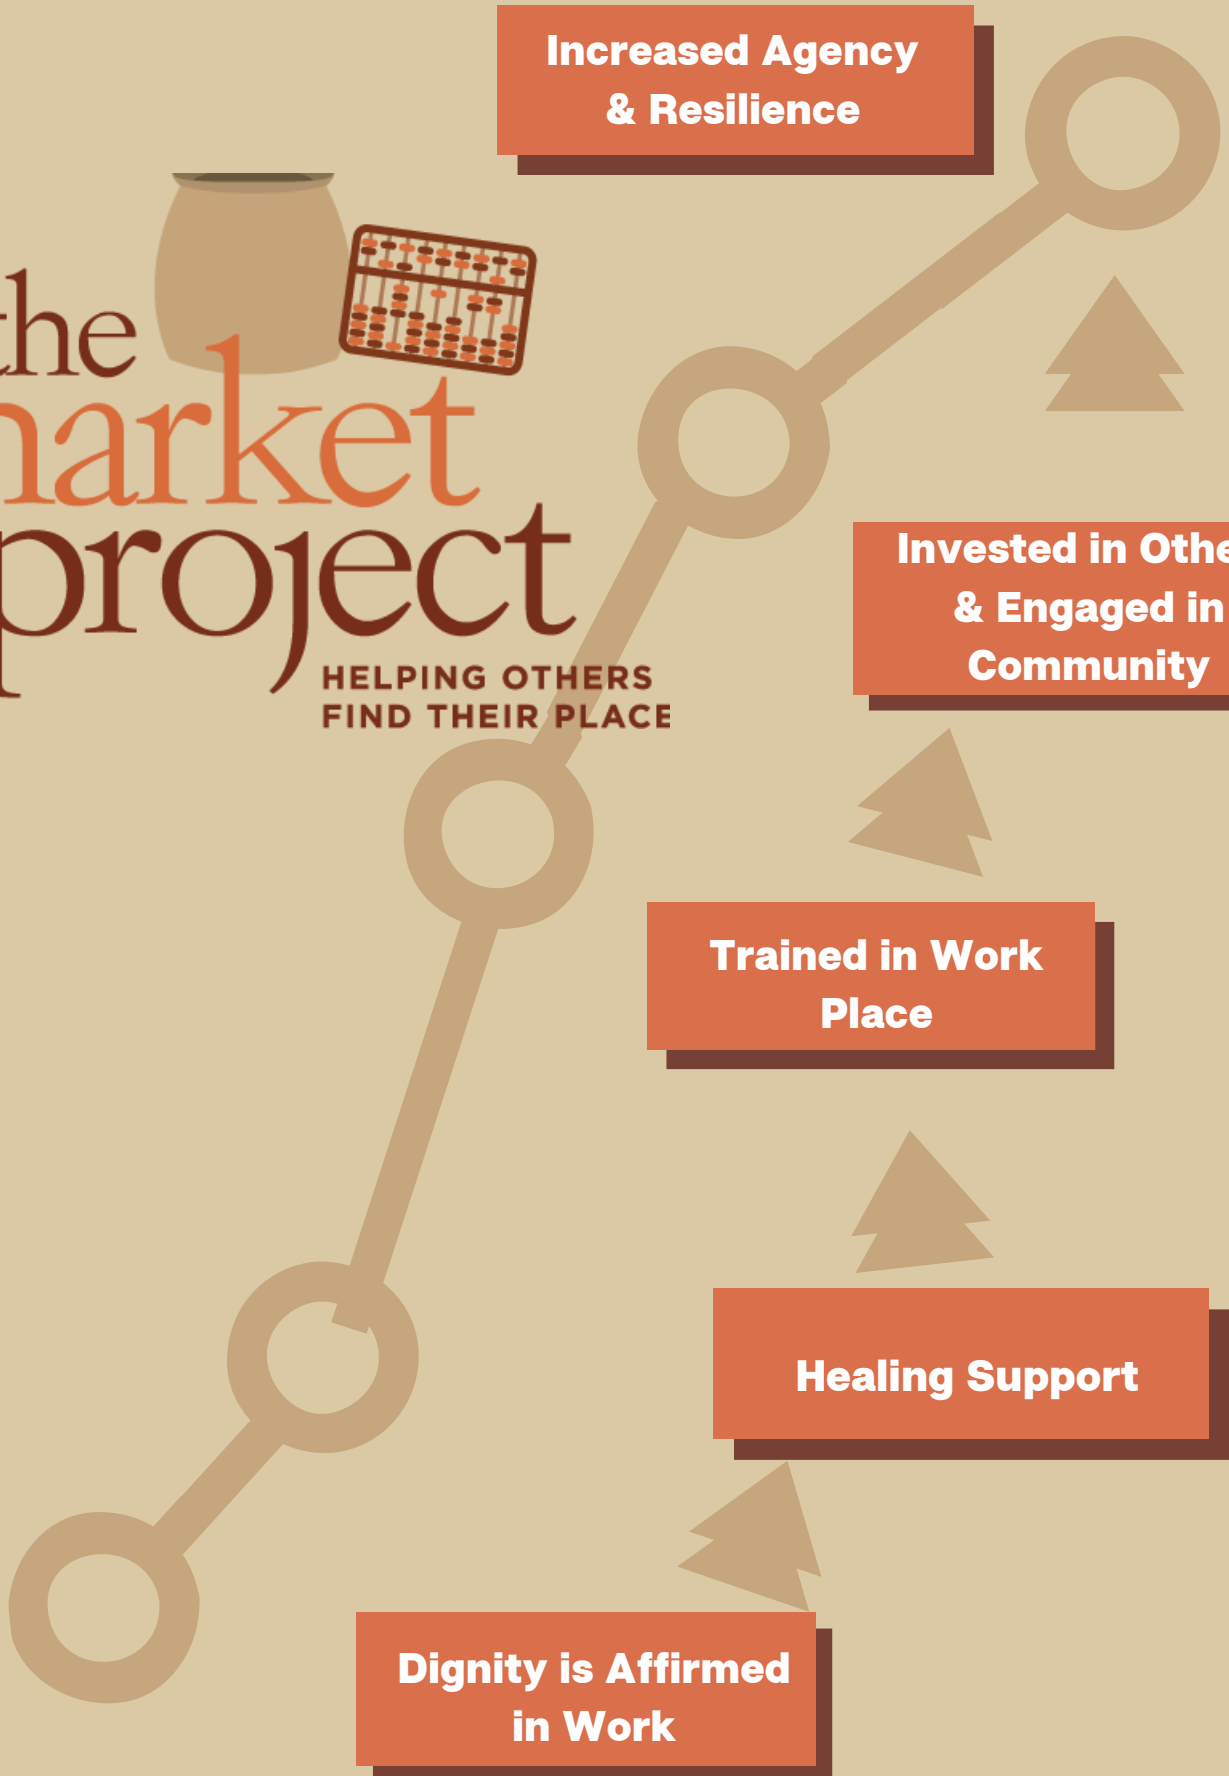 Increased Agency
& Resilience
the
arket
project
HELPING OTHERS
FIND THEIR PLACE
Invested in Othe
& Engaged in
Community
Trained in Work
Place
Healing Support
Dignity is Affirmed
in Work